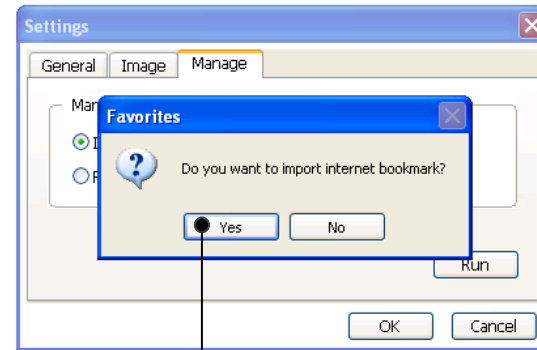 Settings
General Image Manage
Favorites
Do you want to import internet bookmark?
Yes No
Run
OK Cancel